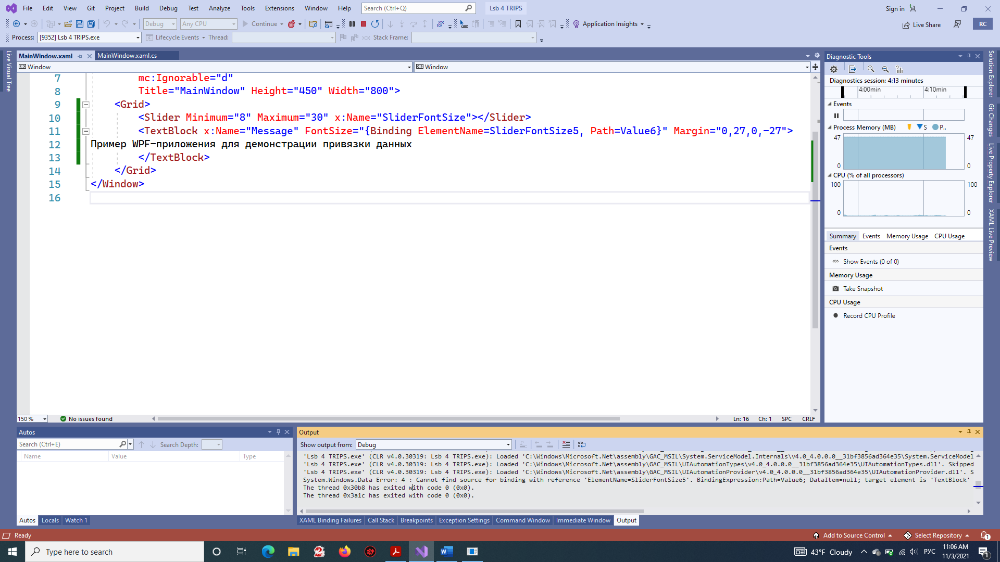 File Edit View Git Project Build Debug Test Analyze Tools Extensions Window Help Search (Ctrl+Q) Lsb 4 TRIPS Sign in
Debug Any CPU Continue Application Insights Live Share RC
Process: [9352] Lsb 4 TRIPS.exe Lifecycle Events Thread: Stack Frame:
Live Visual Tree
MainWindow.xaml MainWindow.xaml.cs
Window Window
7 mc:Ignorable="d"
8 Title="MainWindow" Height="450" Width="800">
9 <Grid>
10 <Slider Minimum="8" Maximum="30" x:Name="SliderFontSize"></Slider>
11 <TextBlock x:Name="Message" FontSize="{Binding ElementName=SliderFontSize5, Path=Value6}" Margin="0,27,0,-27">
12 Пример WPF-приложения для демонстрации привязки данных
13 </TextBlock>
14 </Grid>
15 </Window>
16
150 % No issues found Ln: 16 Ch: 1 SPC CRLF
Diagnostic Tools
Diagnostics session: 4:13 minutes
4:00min 4:10min
Events
Process Memory (MB) S P..
47 47
0 0
CPU (% of all processors)
100 100
0 0
Summary Events Memory Usage CPU Usage
Events
Show Events (0 of 0)
Memory Usage
Take Snapshot
CPU Usage
Record CPU Profile
Solution Explorer
Git Changes
Live Property Explorer
XAML Live Preview
Autos
Search (Ctrl+E) Search Depth:
Name Value Type
Autos Locals Watch 1
Output
Show output from: Debug
'Lsb 4 TRIPS.exe' (CLR v4.0.30319: Lsb 4 TRIPS.exe): Loaded 'C:\Windows\Microsoft.Net\assembly\GAC_MSIL\System.ServiceModel.Internals\v4.0_4.0.0.0__31bf3856ad364e35\System.ServiceModel
'Lsb 4 TRIPS.exe' (CLR v4.0.30319: Lsb 4 TRIPS.exe): Loaded 'C:\Windows\Microsoft.Net\assembly\GAC_MSIL\UIAutomationTypes\v4.0_4.0.0.0__31bf3856ad364e35\UIAutomationTypes.dll'. Skipped
'Lsb 4 TRIPS.exe' (CLR v4.0.30319: Lsb 4 TRIPS.exe): Loaded 'C:\Windows\Microsoft.Net\assembly\GAC_MSIL\UIAutomationProvider\v4.0_4.0.0.0__31bf3856ad364e35\UIAutomationProvider.dll'. S
System.Windows.Data Error: 4 : Cannot find source for binding with reference 'ElementName=SliderFontSize5'. BindingExpression:Path=Value6; DataItem=null; target element is 'TextBlock'
The thread 0x30b8 has exited with code 0 (0x0).
The thread 0x3a1c has exited with code 0 (0x0).
XAML Binding Failures Call Stack Breakpoints Exception Settings Command Window Immediate Window Output
Ready Add to Source Control Select Repository 1
Type here to search 43°F Cloudy РУС 11:06 AM
11/3/2021 1